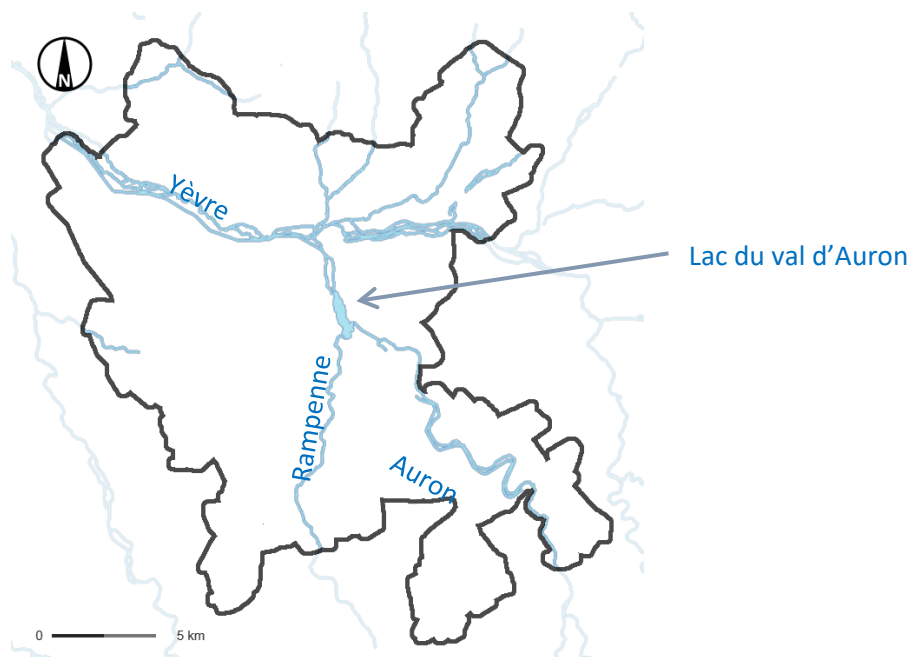 N
Yèvre
Lac du val d’Auron
Rampenne
Auron
0 5 km